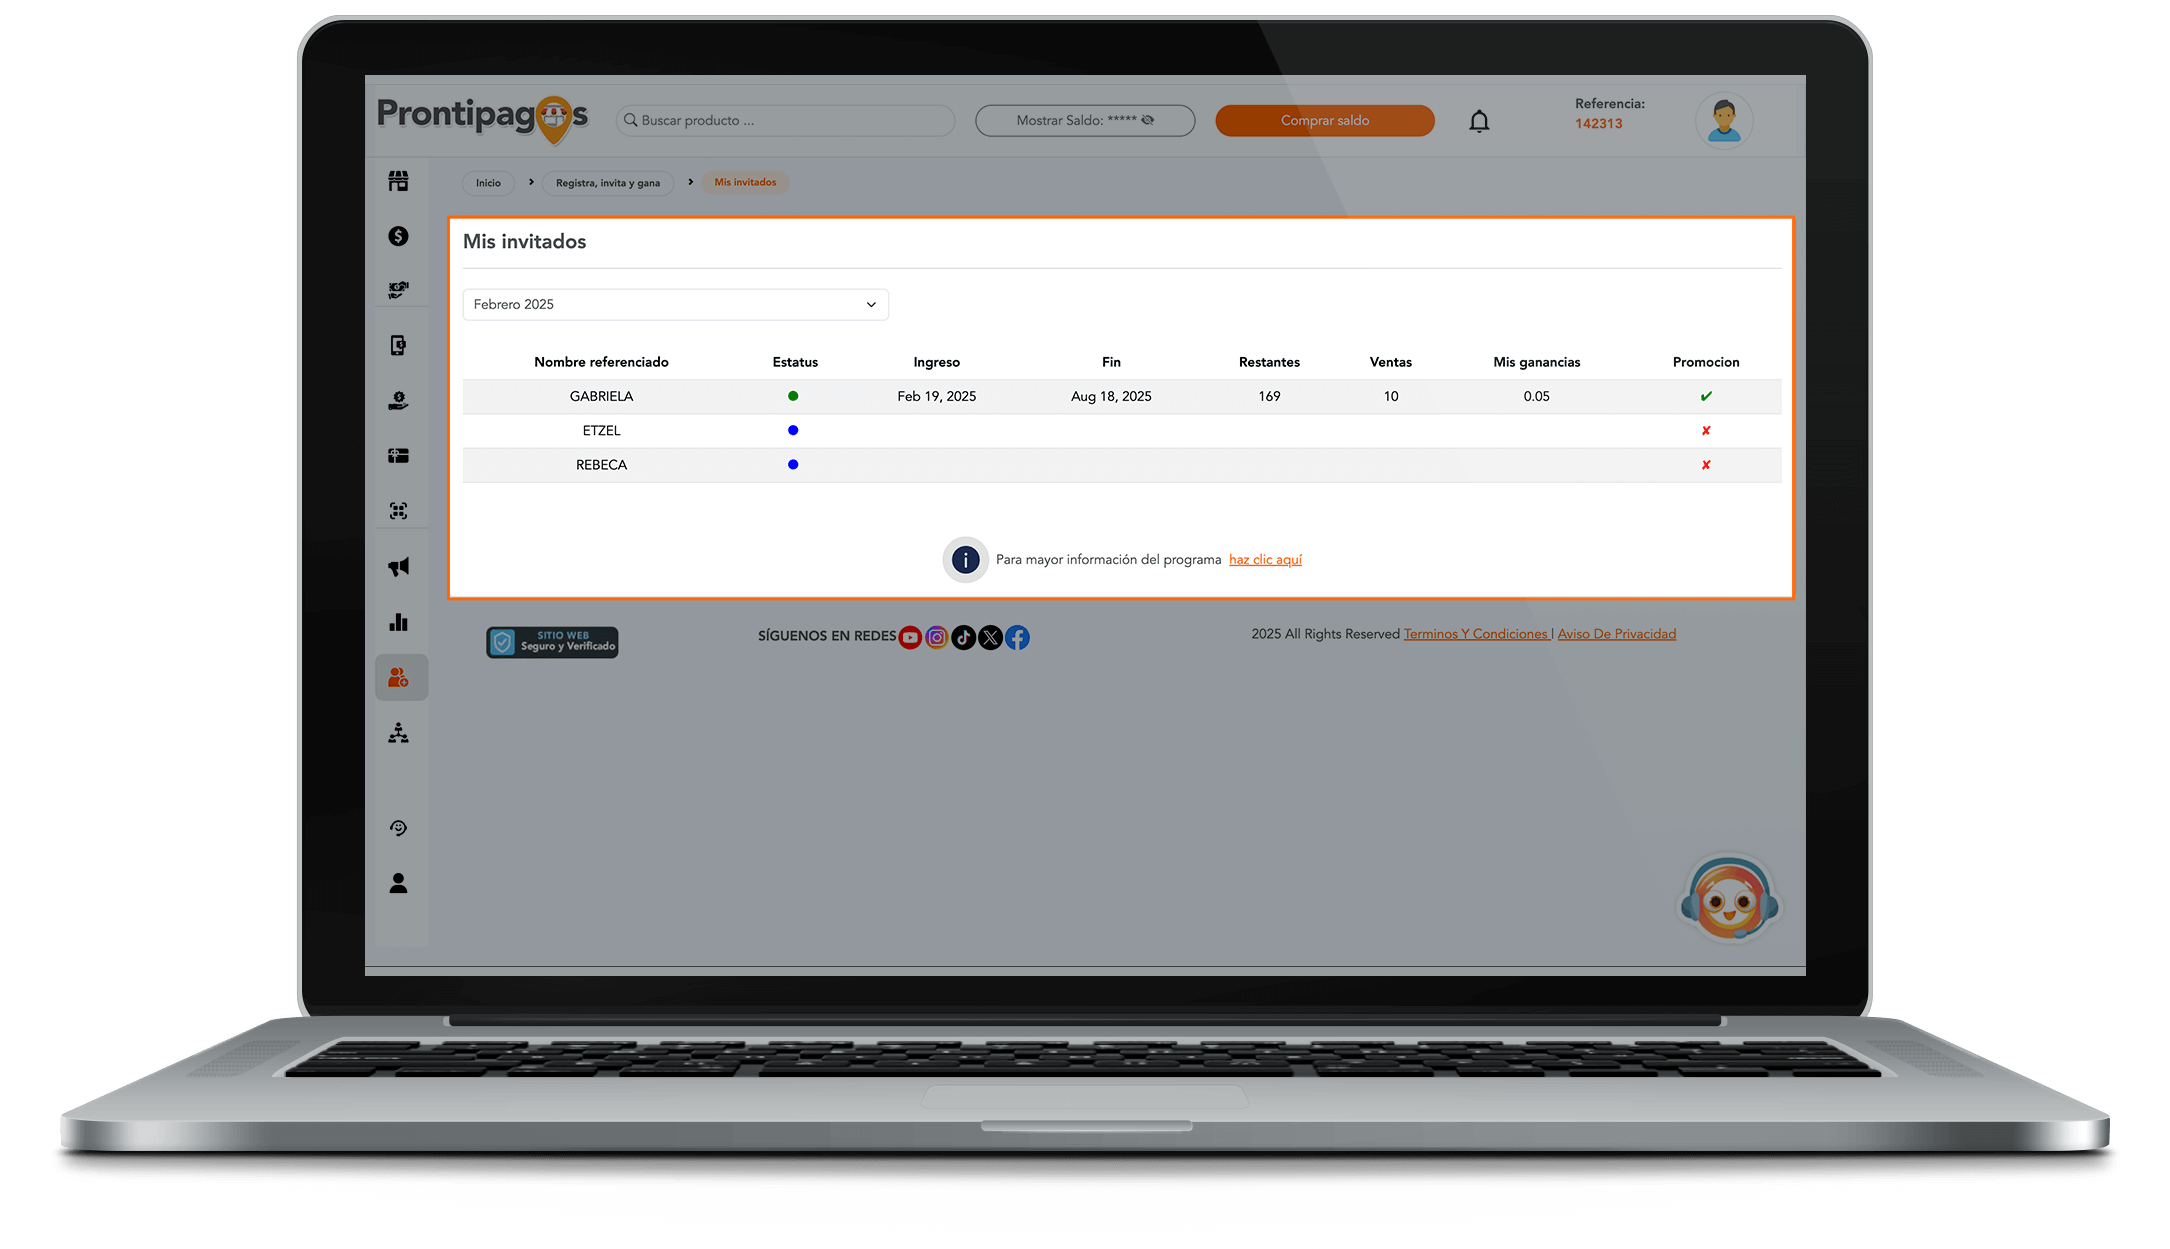 Prontipagos
Buscar producto ...
Mostrar Saldo: *****
Comprar saldo
Referencia:
142313
Inicio
Registra, invita y gana
Mis invitados
Mis invitados
Febrero 2025
Nombre referenciado Estatus Ingreso Fin Restantes Ventas Mis ganancias Promocion
GABRIELA Feb 19, 2025 Aug 18, 2025 169 10 0.05 ✔
ETZEL ✘
REBECA ✘
i Para mayor información del programa haz clic aquí
SITIO WEB
Seguro y Verificado
SÍGUENOS EN REDES
2025 All Rights Reserved Terminos Y Condiciones | Aviso De Privacidad